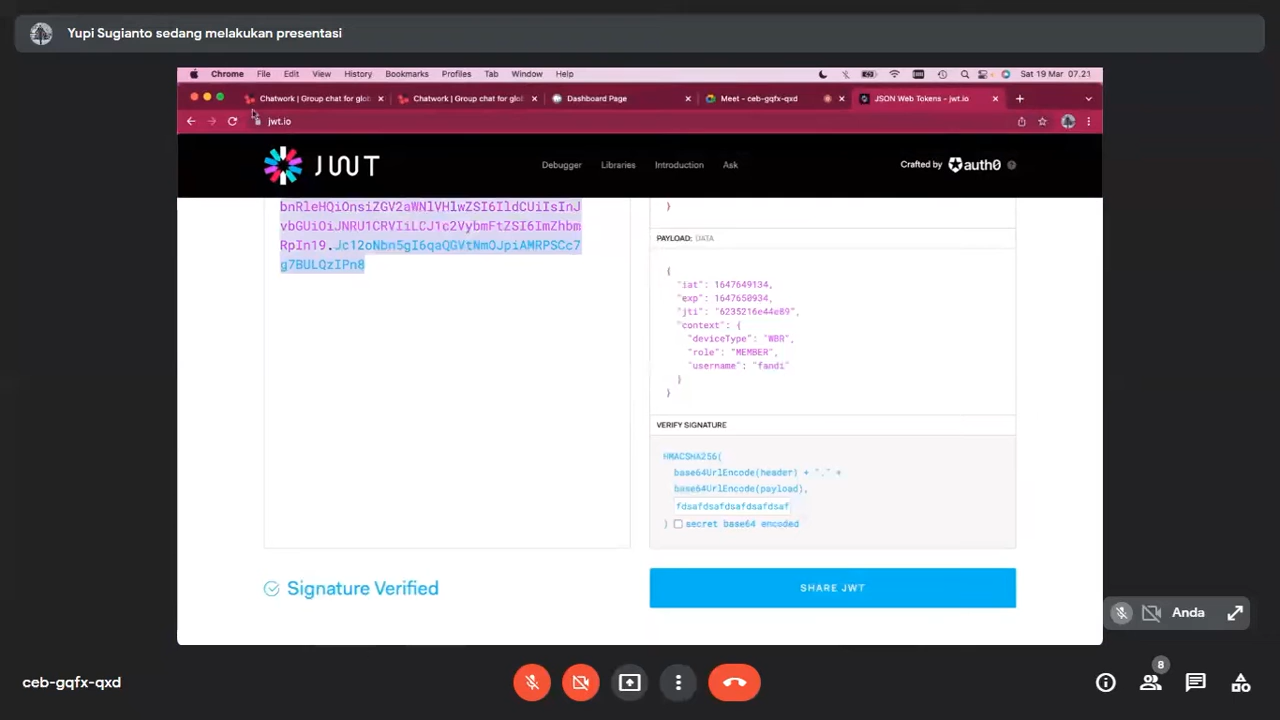 Yupi Sugianto sedang melakukan presentasi
Chrome File Edit View History Bookmarks Profiles Tab Window Help Sat 19 Mar 07.21
Chatwork | Group chat for glob × Chatwork | Group chat for glob × Dashboard Page × Meet - ceb-gqfx-qxd × JSON Web Tokens - jwt.io × +
jwt.io
JWT Debugger Libraries Introduction Ask Crafted by auth0
bnRleHQiOnsiZGV2aWNlVHlwZSI6IldCUiIsInJ
vbGUiOiJNRU1CRVIiLCJ1c2VybmFtZSI6ImZhbm
RpIn19.Jc12oNbn5gI6qaQGVtNmOJpiAMRPSCc7
g7BULQzIPn8
}
PAYLOAD: DATA
{
"iat": 1647649134,
"exp": 1647650934,
"jti": "6235216e44e89",
"context": {
"deviceType": "WBR",
"role": "MEMBER",
"username": "fandi"
}
}
VERIFY SIGNATURE
HMACSHA256(
base64UrlEncode(header) + "." +
base64UrlEncode(payload),
fdsafdsafdsafdsafdsaf
) secret base64 encoded
Signature Verified
SHARE JWT
Anda
ceb-gqfx-qxd
8